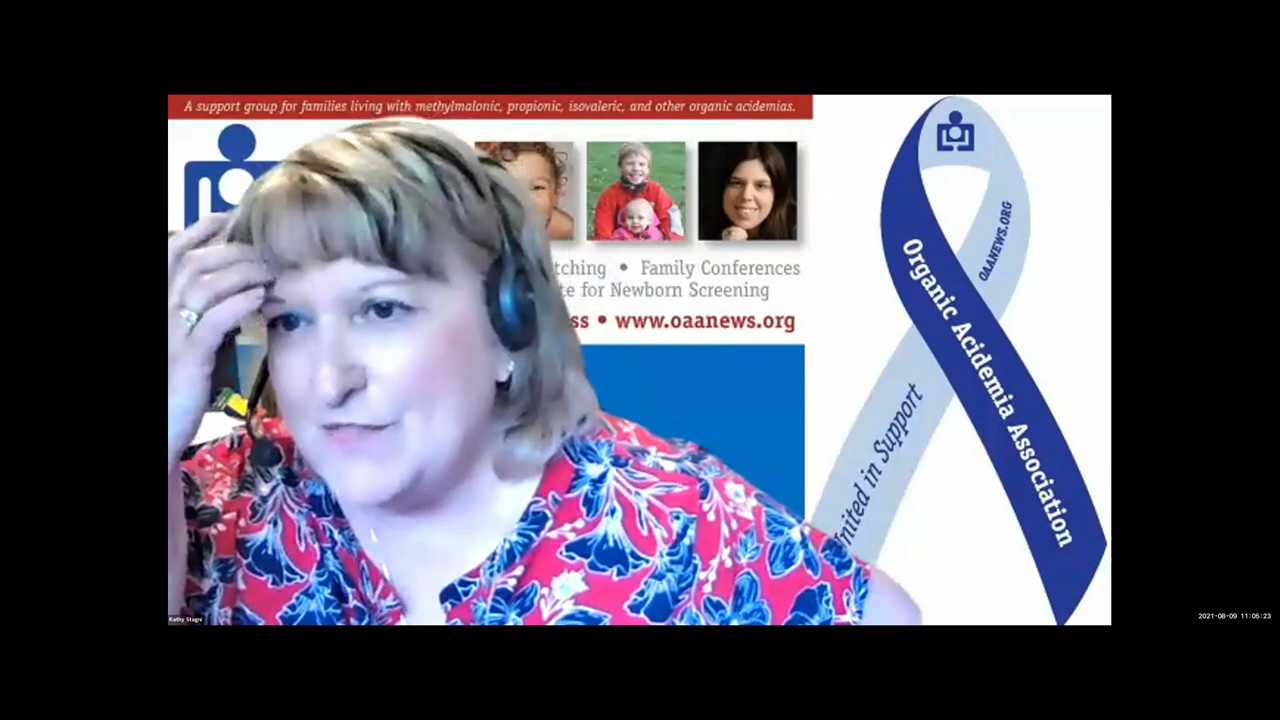 A support group for families living with methylmalonic, propionic, isovaleric, and other organic acidemias.
tching • Family Conferences
te for Newborn Screening
ss • www.oaanews.org
OAANEWS.ORG
Organic Acidemia Association
United in Support
Kathy Stagni
2021-08-09 11:05:23